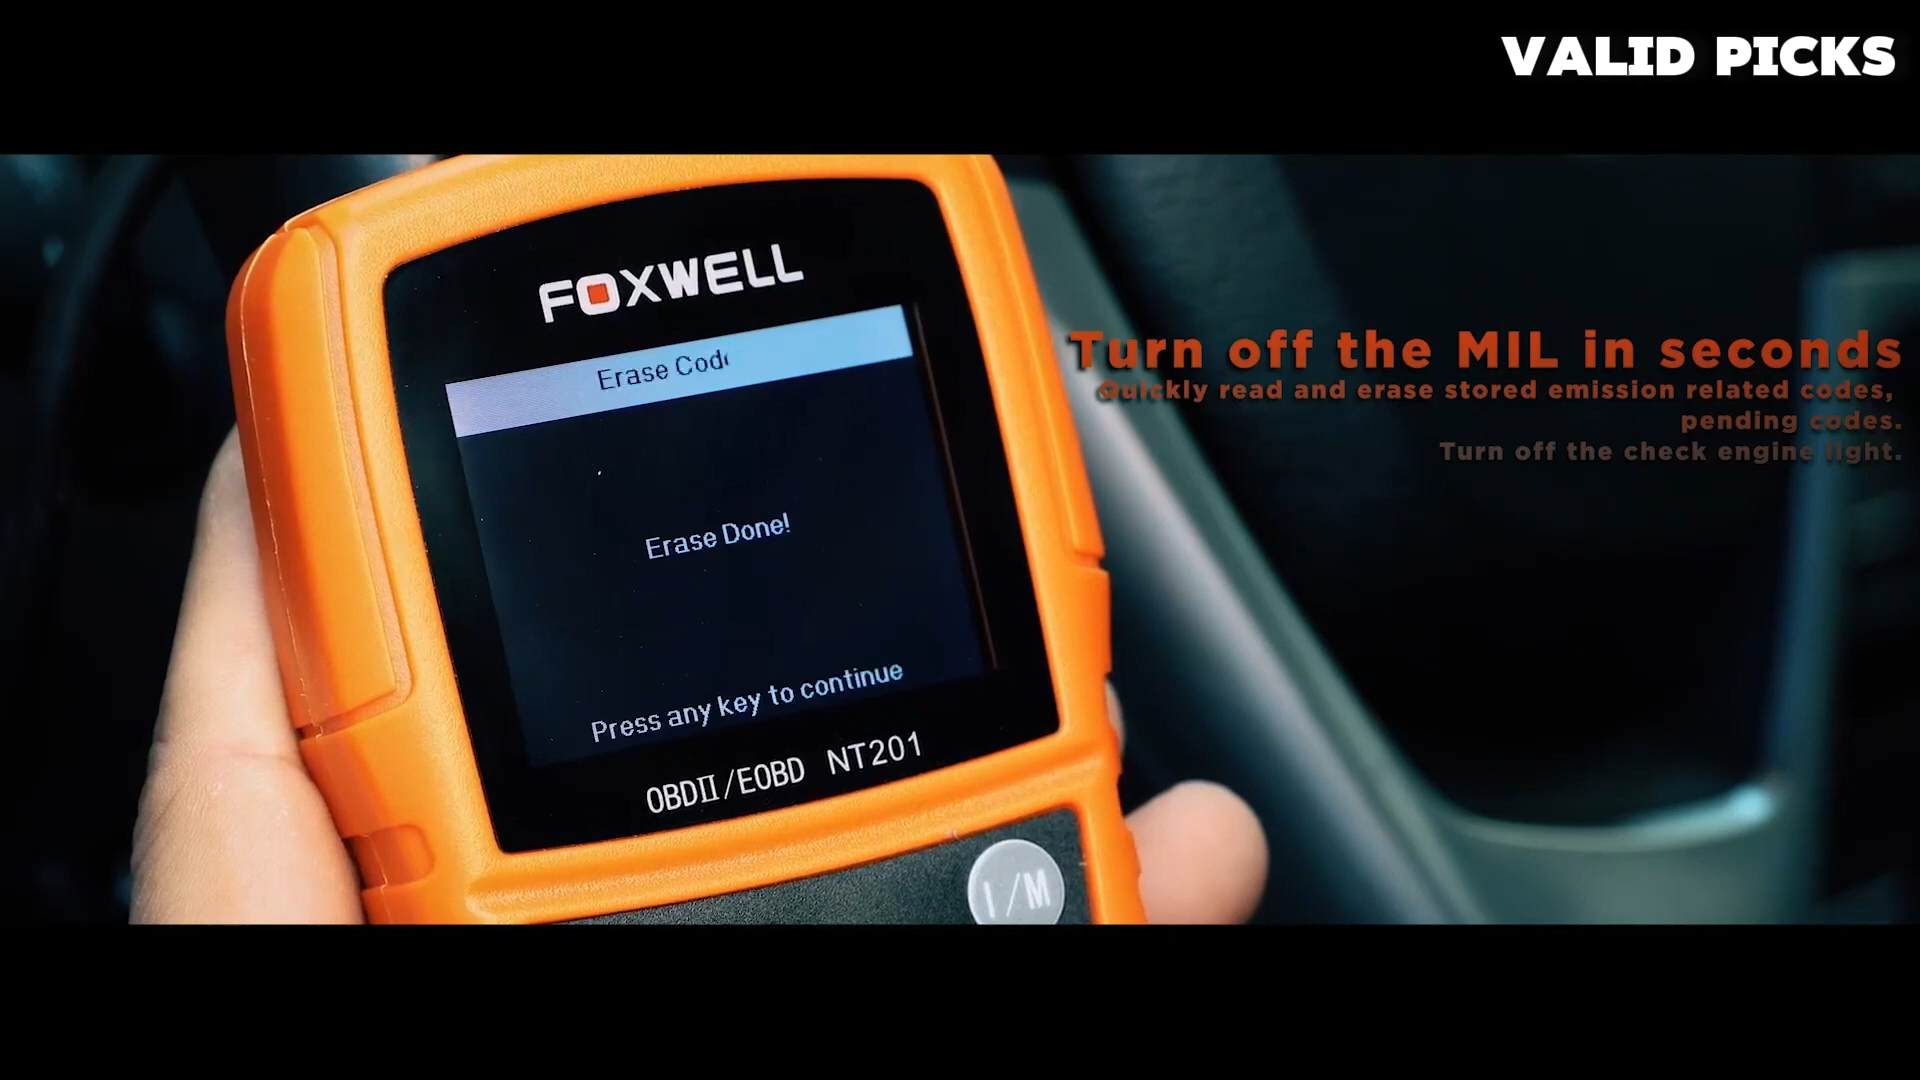 VALID PICKS
FOXWELL
Erase Cod
Erase Done!
Press any key to continue
OBDII/EOBD NT201
I/M
Turn off the MIL in seconds
Quickly read and erase stored emission related codes,
pending codes.
Turn off the check engine light.